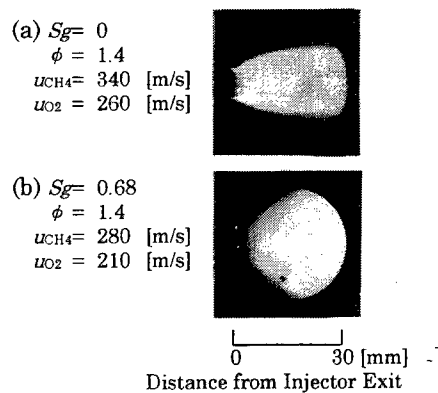 (a) Sg= 0
ϕ = 1.4
uCH4= 340 [m/s]
uO2 = 260 [m/s]
(b) Sg= 0.68
ϕ = 1.4
uCH4= 280 [m/s]
uO2 = 210 [m/s]
0 30 [mm]
Distance from Injector Exit